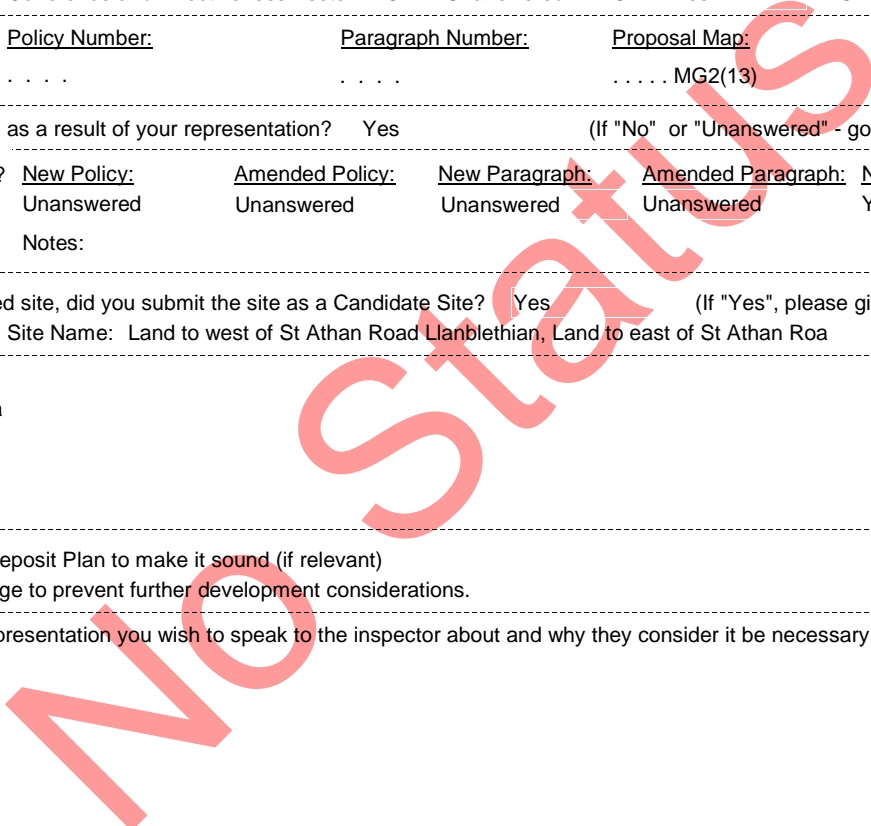 Policy Number: Paragraph Number: Proposal Map:
. . . . . . . . . . . . . MG2(13)
as a result of your representation? Yes (If "No" or "Unanswered" - go
? New Policy: Amended Policy: New Paragraph: Amended Paragraph: N
Unanswered Unanswered Unanswered Unanswered Y
Notes:
ed site, did you submit the site as a Candidate Site? Yes (If "Yes", please gi
Site Name: Land to west of St Athan Road Llanblethian, Land to east of St Athan Roa
eposit Plan to make it sound (if relevant)
ge to prevent further development considerations.
presentation you wish to speak to the inspector about and why they consider it be necessary
No Status